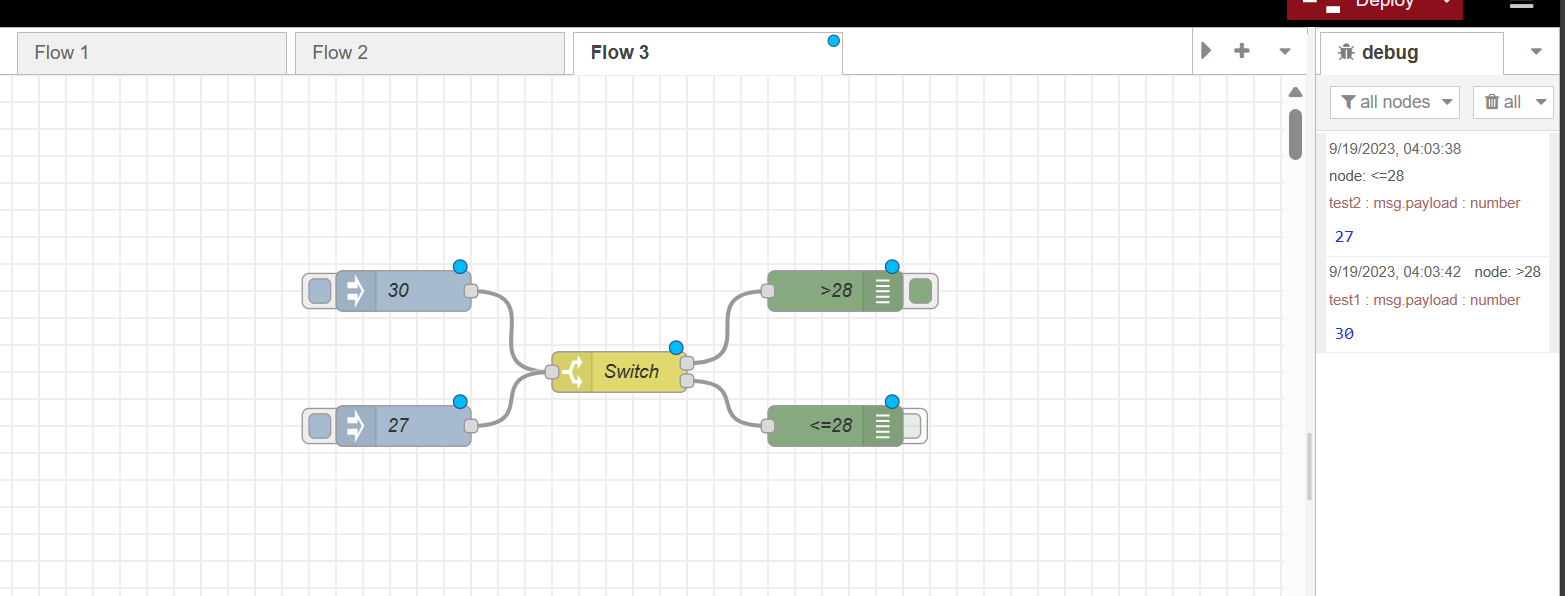 Deploy
Flow 1
Flow 2
Flow 3
debug
all nodes
all
9/19/2023, 04:03:38
node: <=28
test2 : msg.payload : number
27
9/19/2023, 04:03:42 node: >28
test1 : msg.payload : number
30
30
>28
Switch
27
<=28